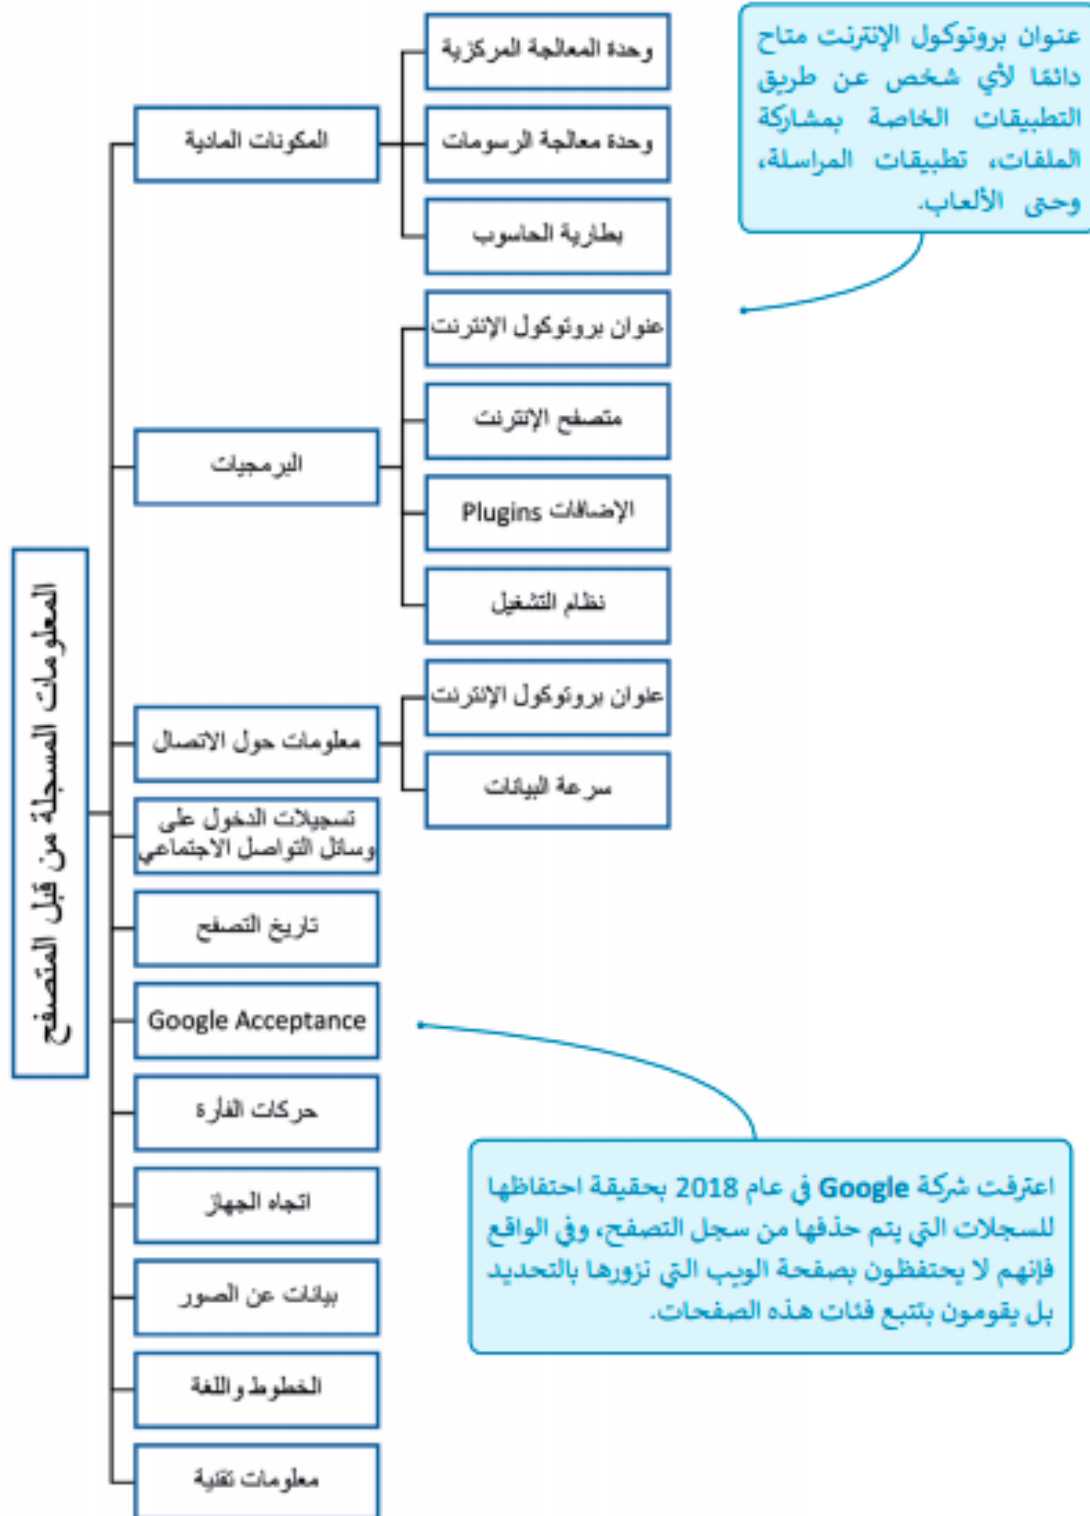 المعلومات المسجلة من قبل المتصفح
المكونات المادية
وحدة المعالجة المركزية
وحدة معالجة الرسومات
بطارية الحاسوب
البرمجيات
عنوان بروتوكول الإنترنت
متصفح الإنترنت
الإضافات Plugins
نظام التشغيل
معلومات حول الاتصال
عنوان بروتوكول الإنترنت
سرعة البيانات
تسجيلات الدخول على
وسائل التواصل الاجتماعي
تاريخ التصفح
Google Acceptance
حركات الفأرة
اتجاه الجهاز
بيانات عن الصور
الخطوط واللغة
معلومات تقنية
عنوان بروتوكول الإنترنت متاح
دائمًا لأي شخص عن طريق
التطبيقات الخاصة بمشاركة
الملفات، تطبيقات المراسلة،
وحتى الألعاب.
اعترفت شركة Google في عام 2018 بحقيقة احتفاظها
للسجلات التي يتم حذفها من سجل التصفح، وفي الواقع
فإنهم لا يحتفظون بصفحة الويب التي نزورها بالتحديد
بل يقومون بتتبع فئات هذه الصفحات.